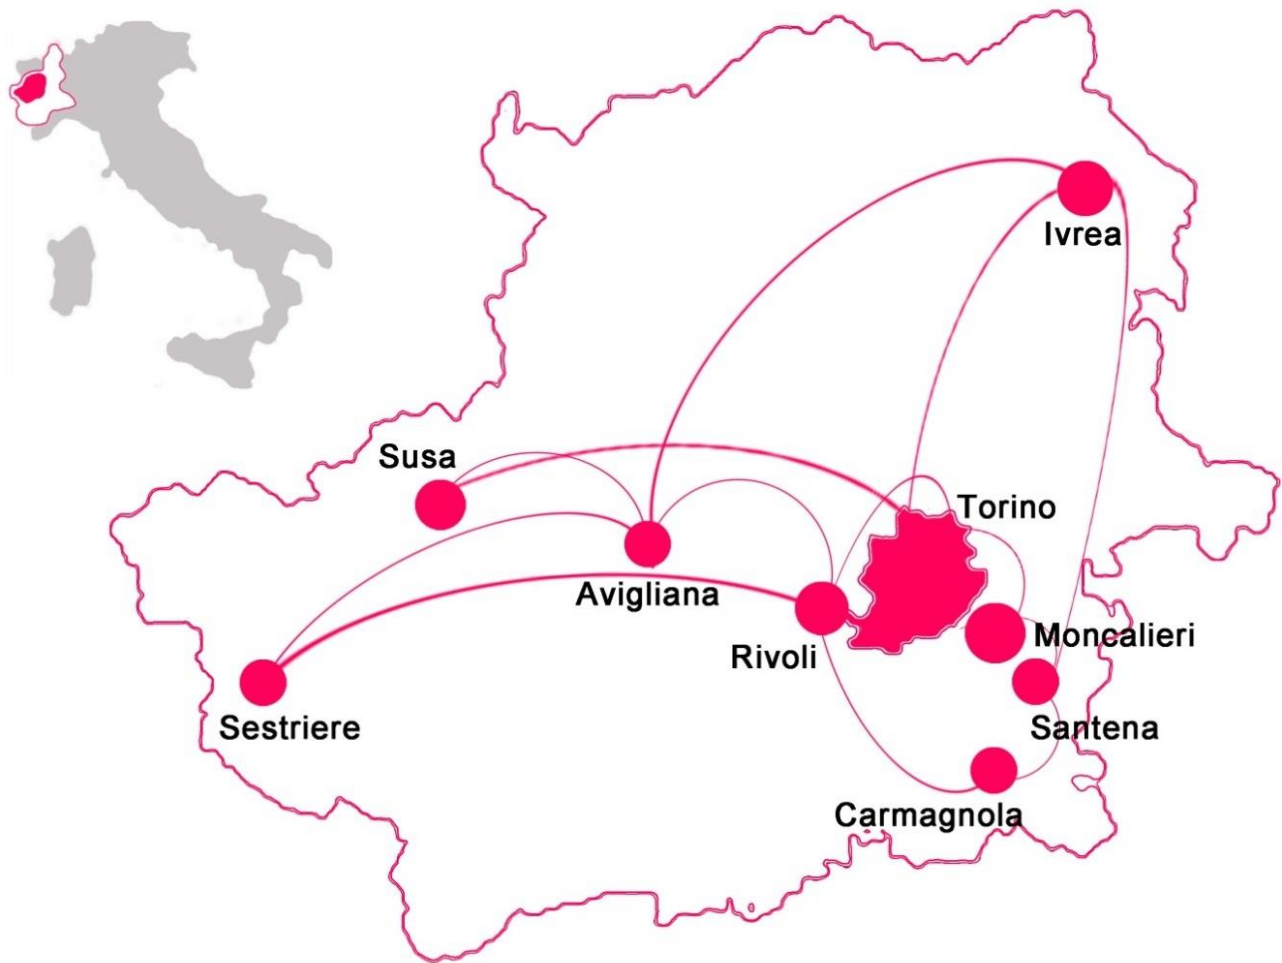 Ivrea
Susa
Torino
Avigliana
Moncalieri
Rivoli
Sestriere
Santena
Carmagnola